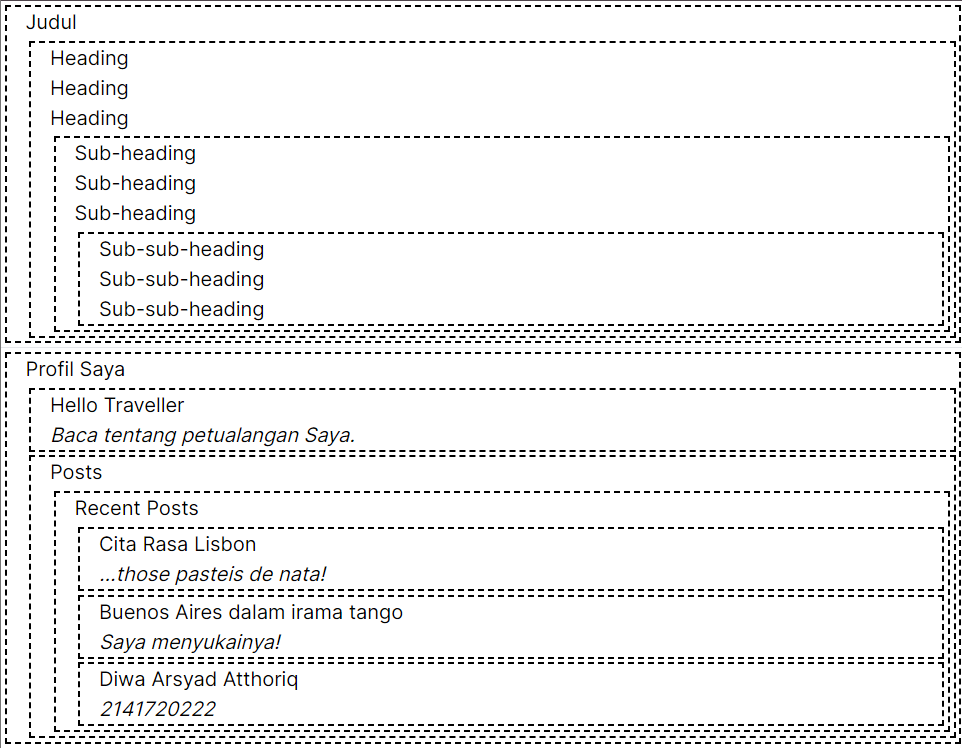 Judul
Heading
Heading
Heading
Sub-heading
Sub-heading
Sub-heading
Sub-sub-heading
Sub-sub-heading
Sub-sub-heading
Profil Saya
Hello Traveller
Baca tentang petualangan Saya.
Posts
Recent Posts
Cita Rasa Lisbon
...those pasteis de nata!
Buenos Aires dalam irama tango
Saya menyukainya!
Diwa Arsyad Atthoriq
2141720222